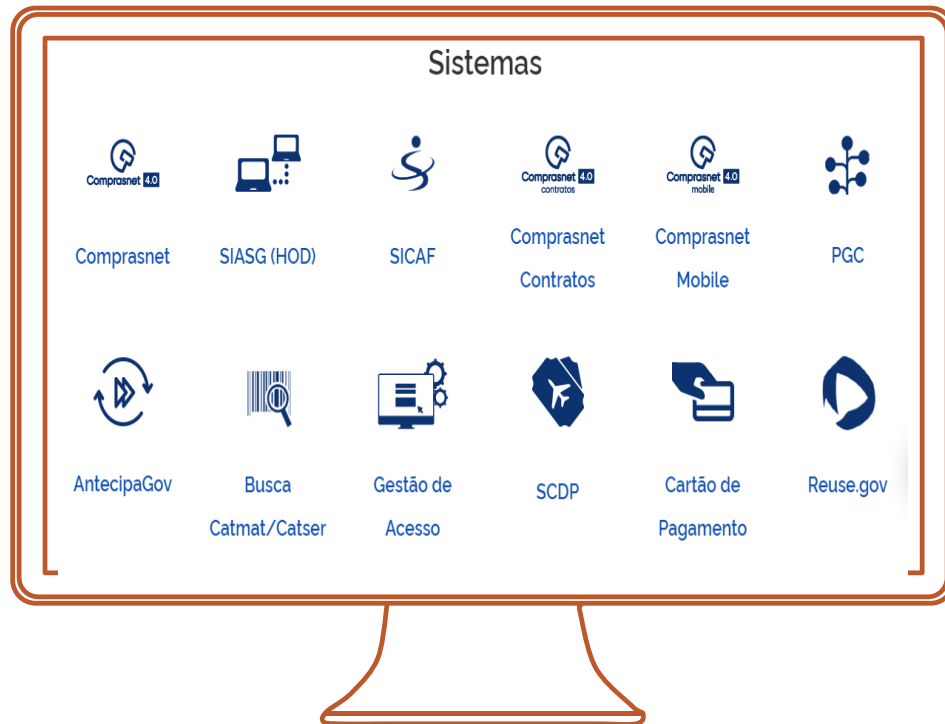 Sistemas
Comprasnet 4.0
Comprasnet 4.0
contratos
Comprasnet 4.0
mobile
Comprasnet
SIASG (HOD)
SICAF
Comprasnet
Contratos
Comprasnet
Mobile
PGC
AntecipaGov
Busca
Catmat/Catser
Gestão de
Acesso
SCDP
Cartão de
Pagamento
Reuse.gov